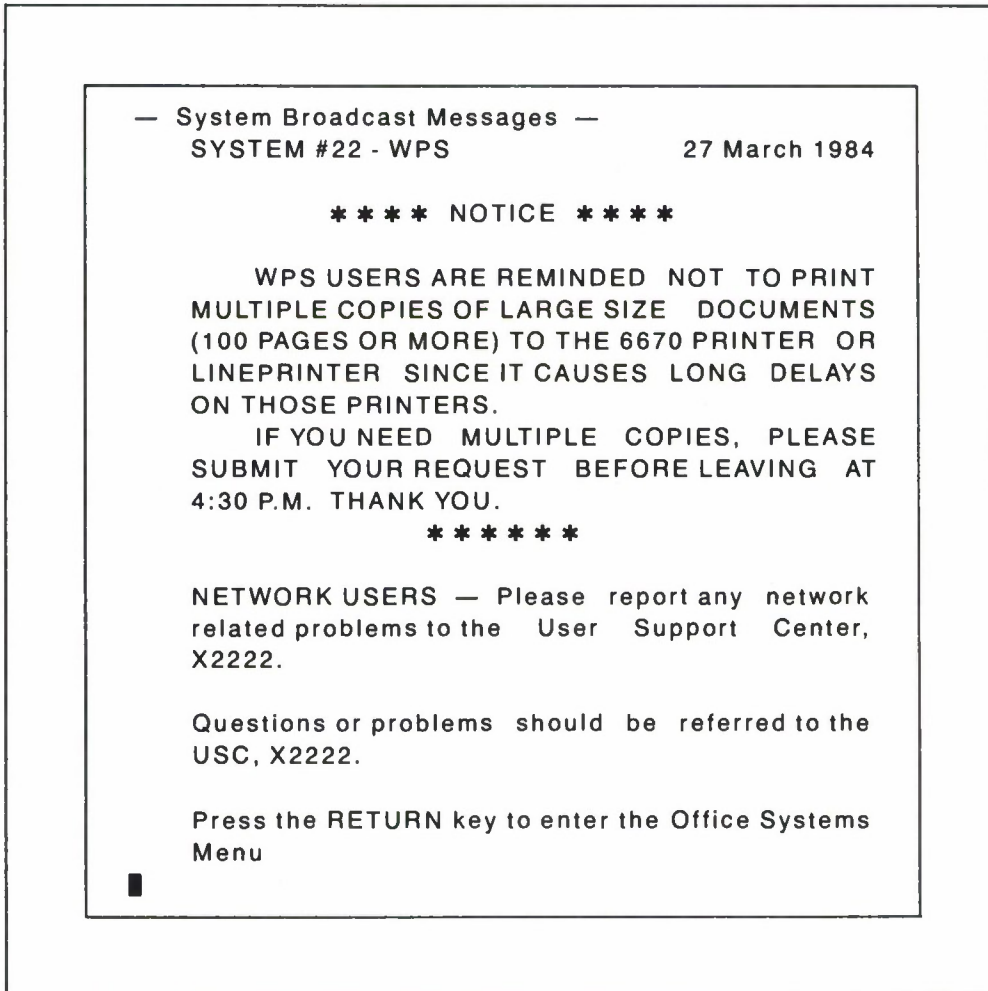 — System Broadcast Messages —
SYSTEM #22 - WPS 27 March 1984
**** NOTICE ****
WPS USERS ARE REMINDED NOT TO PRINT
MULTIPLE COPIES OF LARGE SIZE DOCUMENTS
(100 PAGES OR MORE) TO THE 6670 PRINTER OR
LINEPRINTER SINCE IT CAUSES LONG DELAYS
ON THOSE PRINTERS.
IF YOU NEED MULTIPLE COPIES, PLEASE
SUBMIT YOUR REQUEST BEFORE LEAVING AT
4:30 P.M. THANK YOU.
******
NETWORK USERS — Please report any network
related problems to the User Support Center,
X2222.
Questions or problems should be referred to the
USC, X2222.
Press the RETURN key to enter the Office Systems
Menu